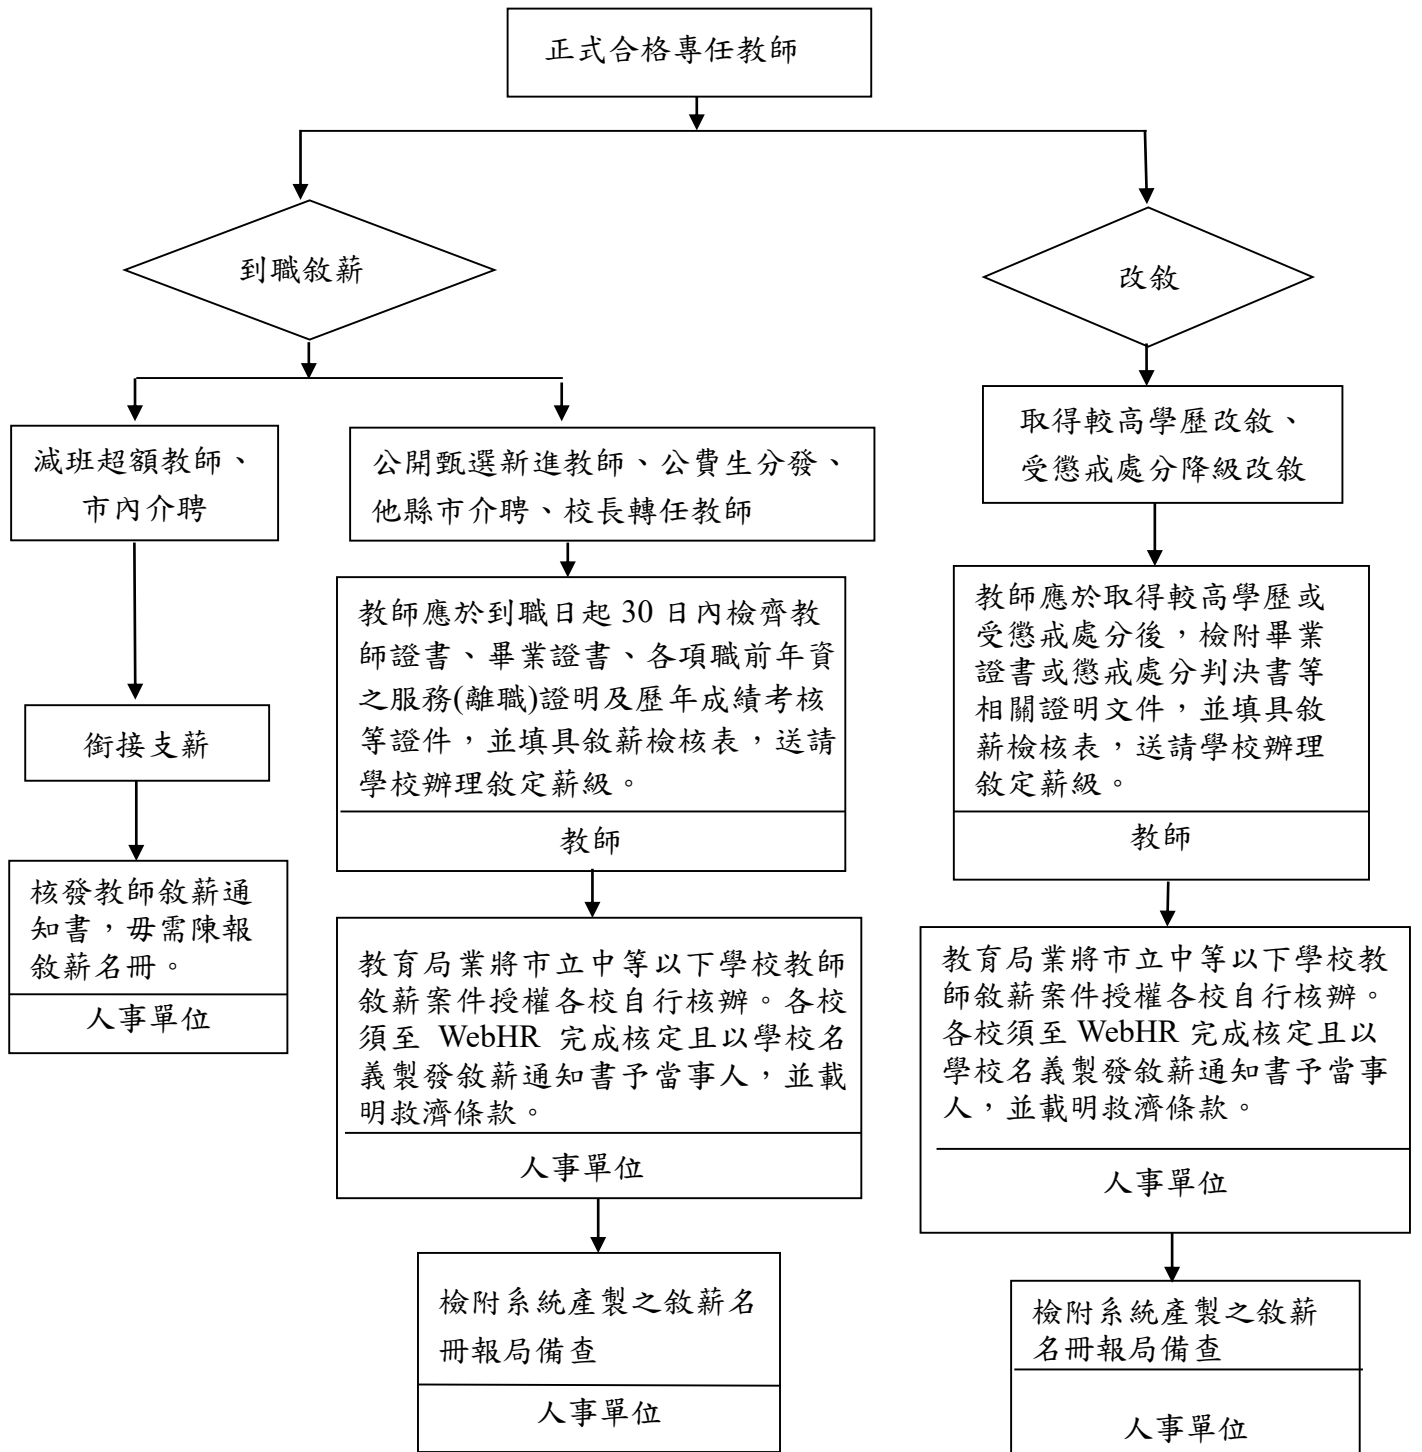 正式合格專任教師
到職敘薪
改敘
減班超額教師、
市內介聘
公開甄選新進教師、公費生分發、
他縣市介聘、校長轉任教師
取得較高學歷改敘、
受懲戒處分降級改敘
銜接支薪
教師應於到職日起 30 日內檢齊教
師證書、畢業證書、各項職前年資
之服務(離職)證明及歷年成績考核
等證件，並填具敘薪檢核表，送請
學校辦理敘定薪級。
教師
教師應於取得較高學歷或
受懲戒處分後，檢附畢業
證書或懲戒處分判決書等
相關證明文件，並填具敘
薪檢核表，送請學校辦理
敘定薪級。
教師
核發教師敘薪通
知書，毋需陳報
敘薪名冊。
人事單位
教育局業將市立中等以下學校教師
敘薪案件授權各校自行核辦。各校
須至 WebHR 完成核定且以學校名
義製發敘薪通知書予當事人，並載
明救濟條款。
人事單位
教育局業將市立中等以下學校教
師敘薪案件授權各校自行核辦。
各校須至 WebHR 完成核定且以
學校名義製發敘薪通知書予當事
人，並載明救濟條款。
人事單位
檢附系統產製之敘薪名
冊報局備查
人事單位
檢附系統產製之敘薪
名冊報局備查
人事單位